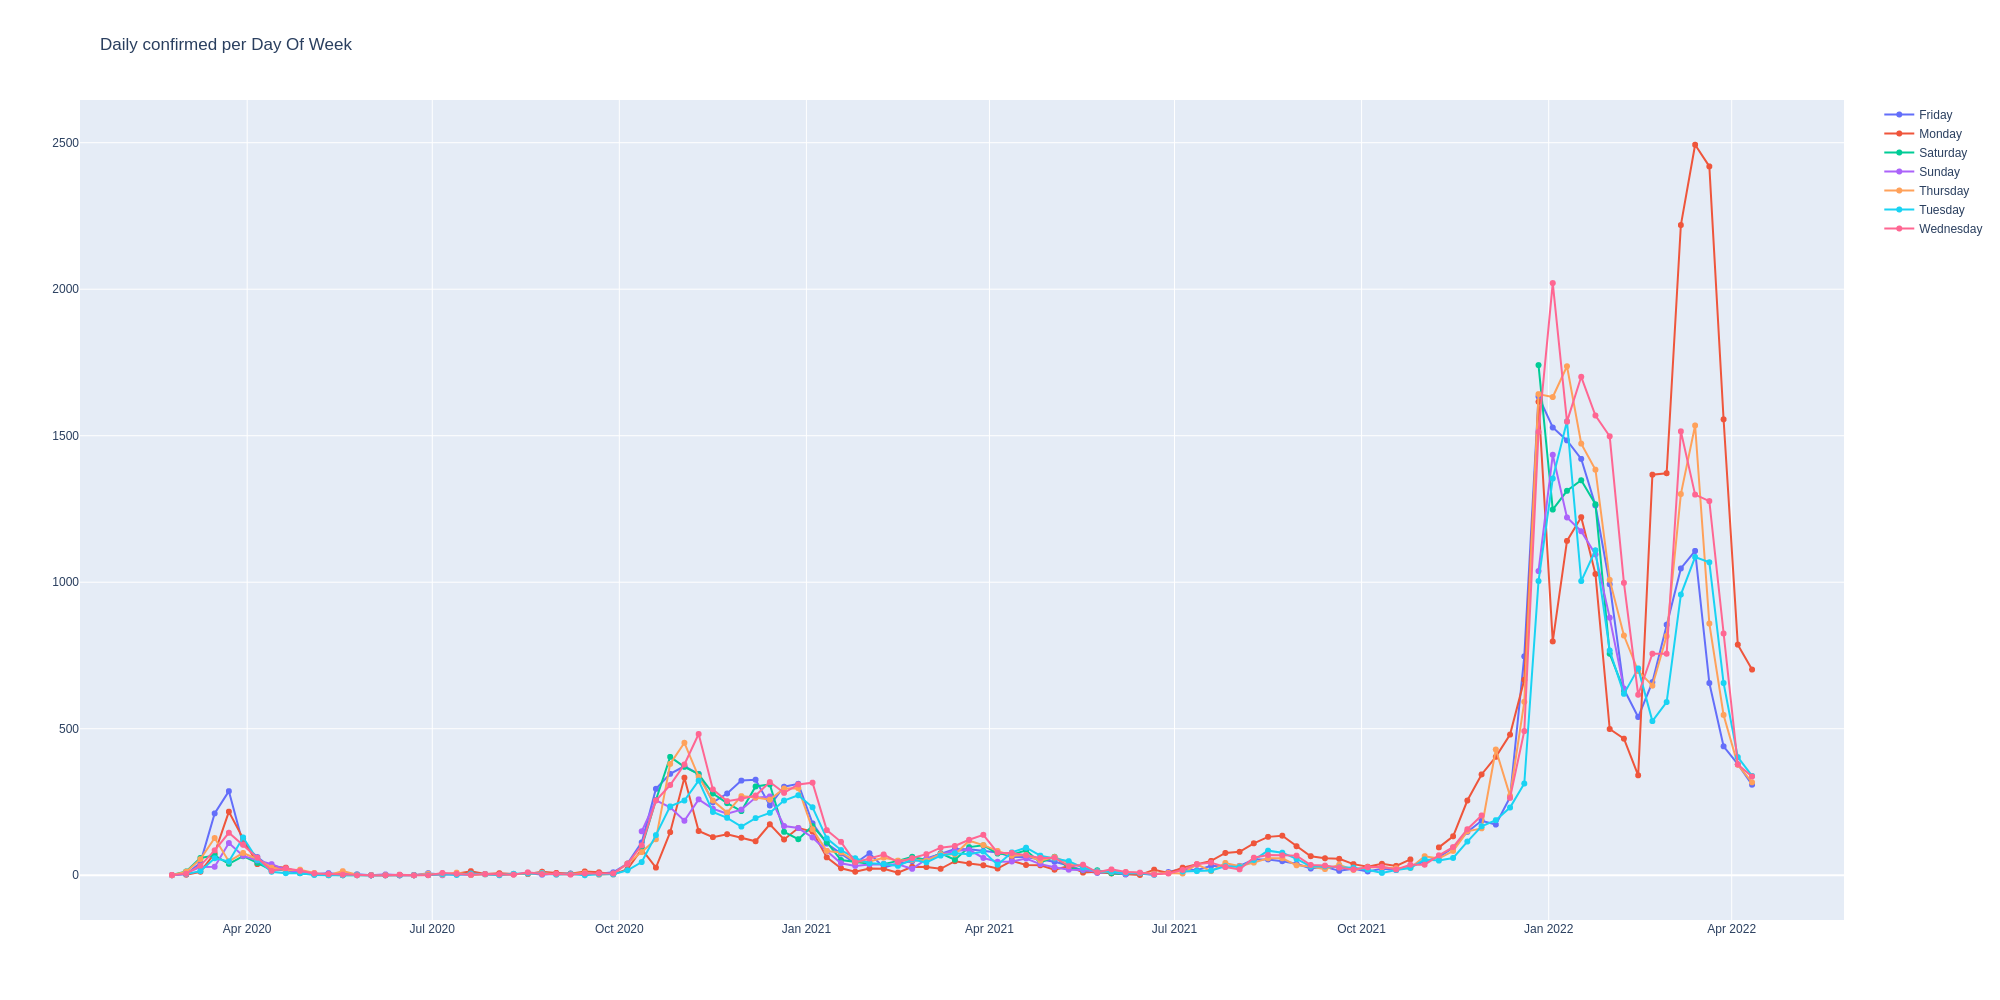 Daily confirmed per Day Of Week
Friday
Monday
Saturday
Sunday
Thursday
Tuesday
Wednesday
2500
2000
1500
1000
500
0
Apr 2020
Jul 2020
Oct 2020
Jan 2021
Apr 2021
Jul 2021
Oct 2021
Jan 2022
Apr 2022